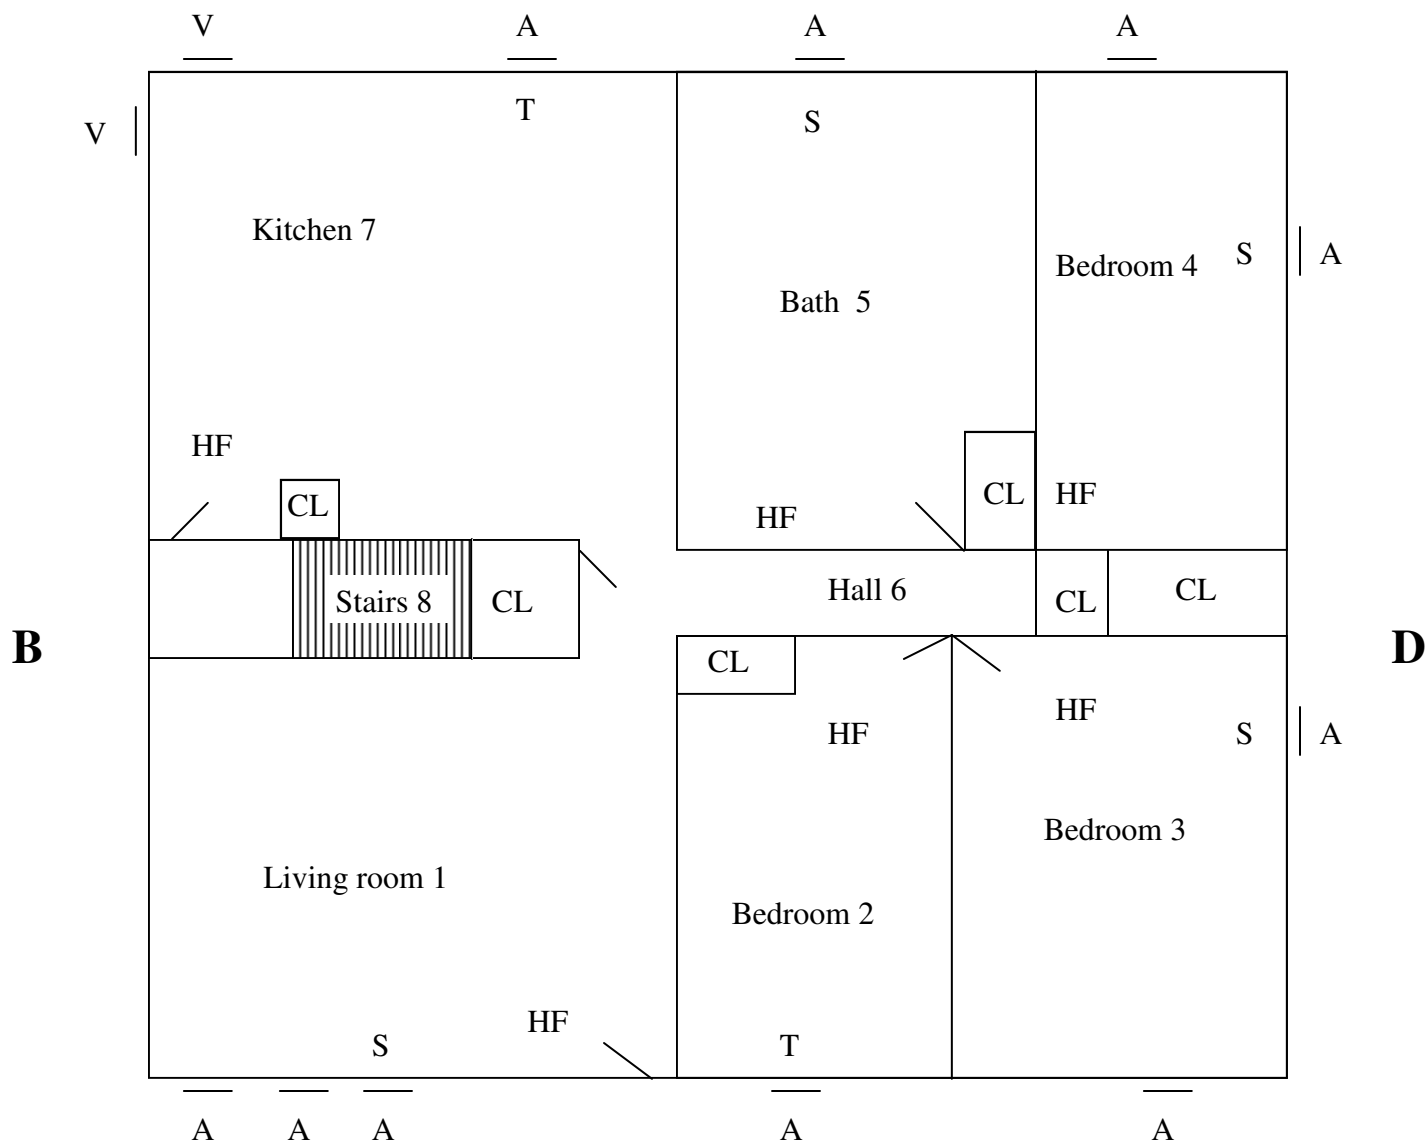 V A A A
T
S
V
Kitchen 7
S A
Bedroom 4
Bath 5
HF
CL
CL HF
HF
Hall 6
CL
Stairs 8 CL
CL
B D
CL
HF
HF
S A
Bedroom 3
Living room 1
Bedroom 2
HF
S T
A A A A A